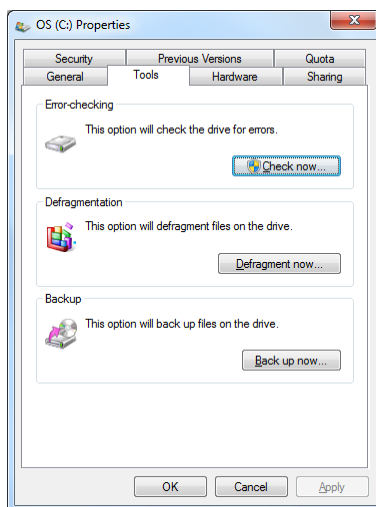 OS (C:) Properties
Security Previous Versions Quota
General Tools Hardware Sharing
Error-checking
This option will check the drive for errors.
Check now...
Defragmentation
This option will defragment files on the drive.
Defragment now...
Backup
This option will back up files on the drive.
Back up now...
OK Cancel Apply